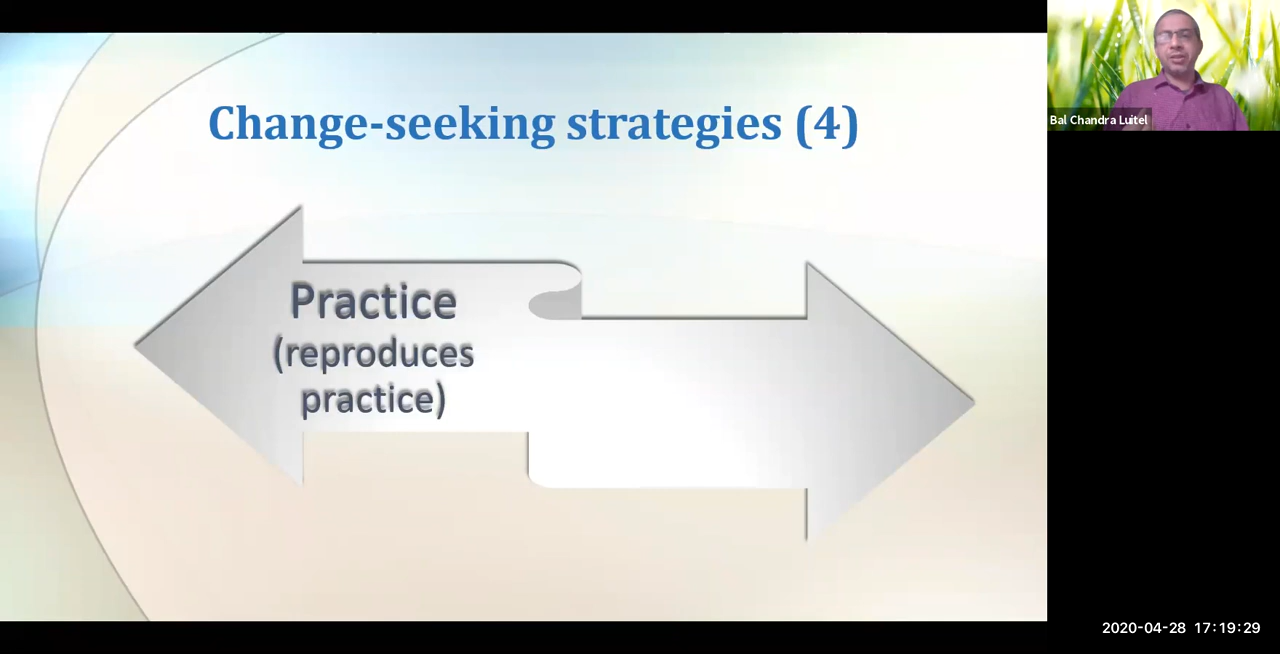 Change-seeking strategies (4)
Practice
(reproduces
practice)
Bal Chandra Luitel
2020-04-28 17:19:29